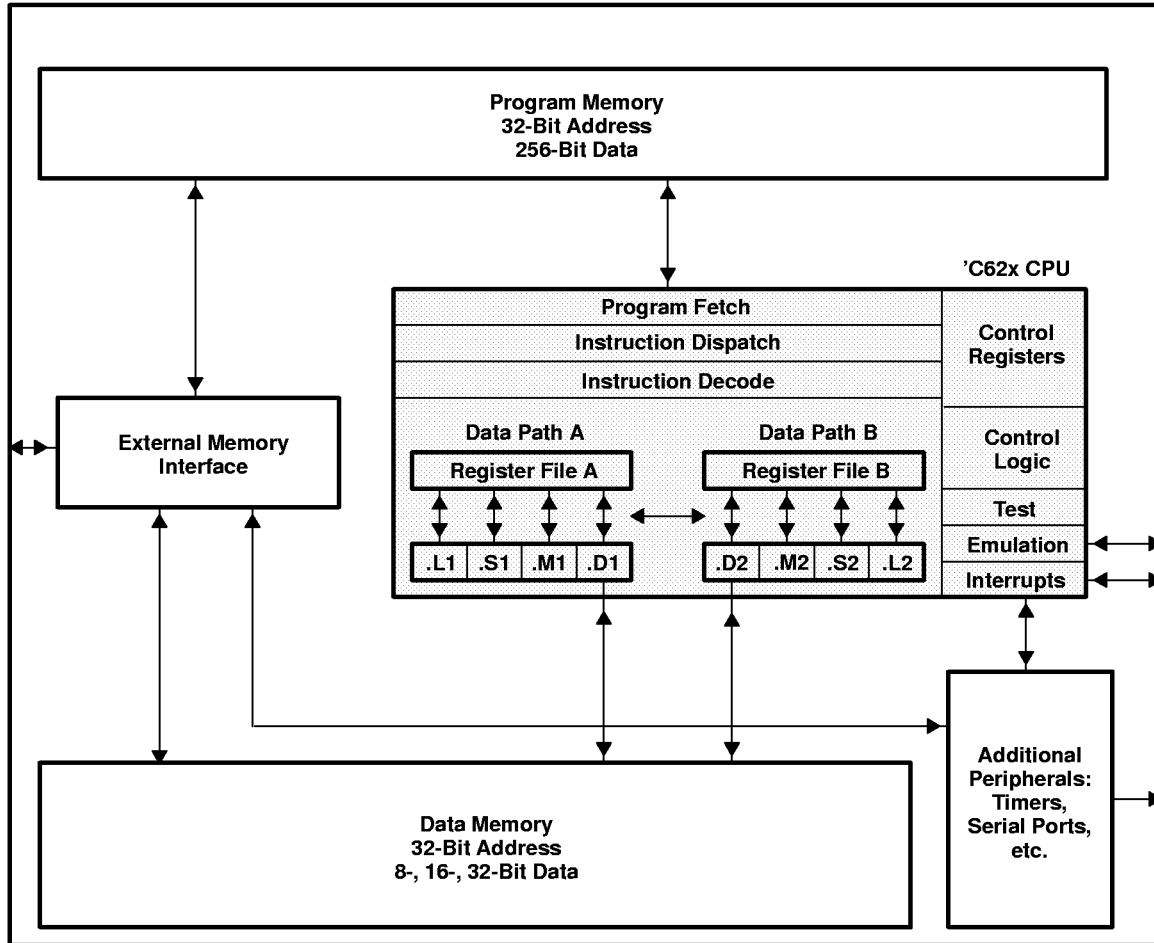 Program Memory
32-Bit Address
256-Bit Data
'C62x CPU
Program Fetch
Instruction Dispatch
Instruction Decode
Control
Registers
External Memory
Interface
Data Path A
Data Path B
Register File A
Register File B
Control
Logic
Test
Emulation
Interrupts
.L1 .S1 .M1 .D1
.D2 .M2 .S2 .L2
Additional
Peripherals:
Timers,
Serial Ports,
etc.
Data Memory
32-Bit Address
8-, 16-, 32-Bit Data